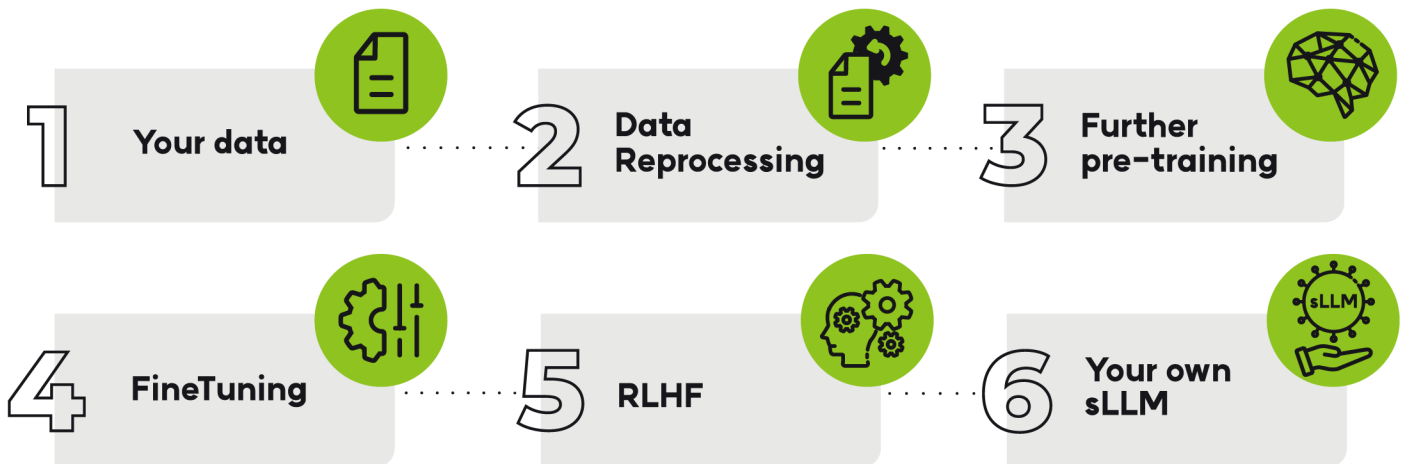 1
Your data
2
Data
Reprocessing
3
Further
pre-training
4
FineTuning
5
RLHF
6
Your own
sLLM
sLLM